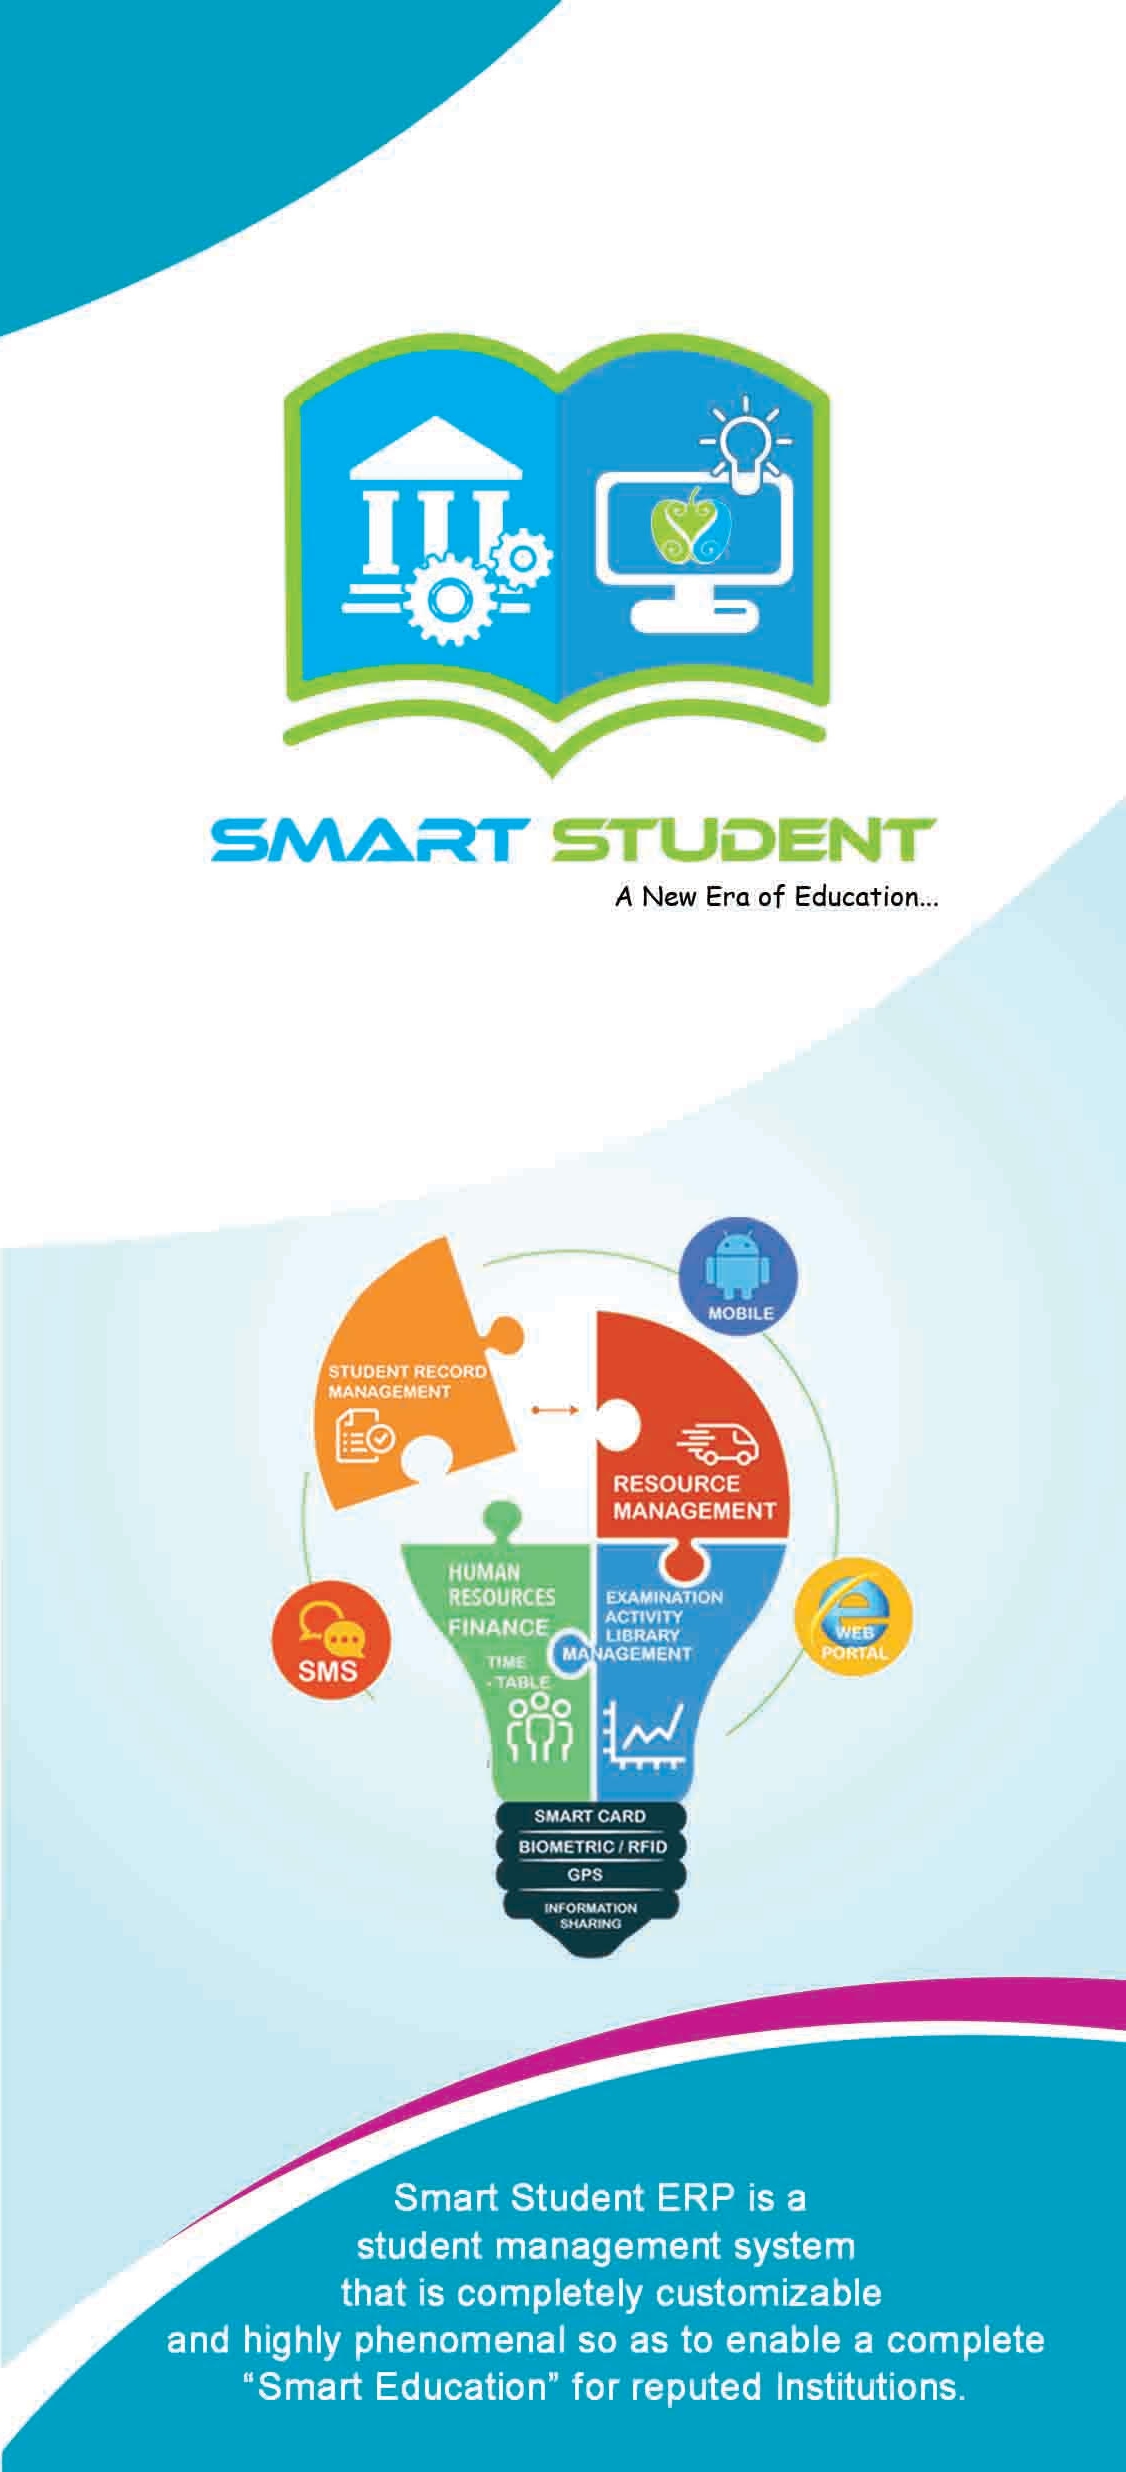 SMART STUDENT
A New Era of Education...
MOBILE
STUDENT RECORD
MANAGEMENT
RESOURCE
MANAGEMENT
HUMAN
RESOURCES
FINANCE
TIME
- TABLE
EXAMINATION
ACTIVITY
LIBRARY
MANAGEMENT
SMS
WEB
PORTAL
SMART CARD
BIOMETRIC / RFID
GPS
INFORMATION
SHARING
Smart Student ERP is a
student management system
that is completely customizable
and highly phenomenal so as to enable a complete
“Smart Education” for reputed Institutions.